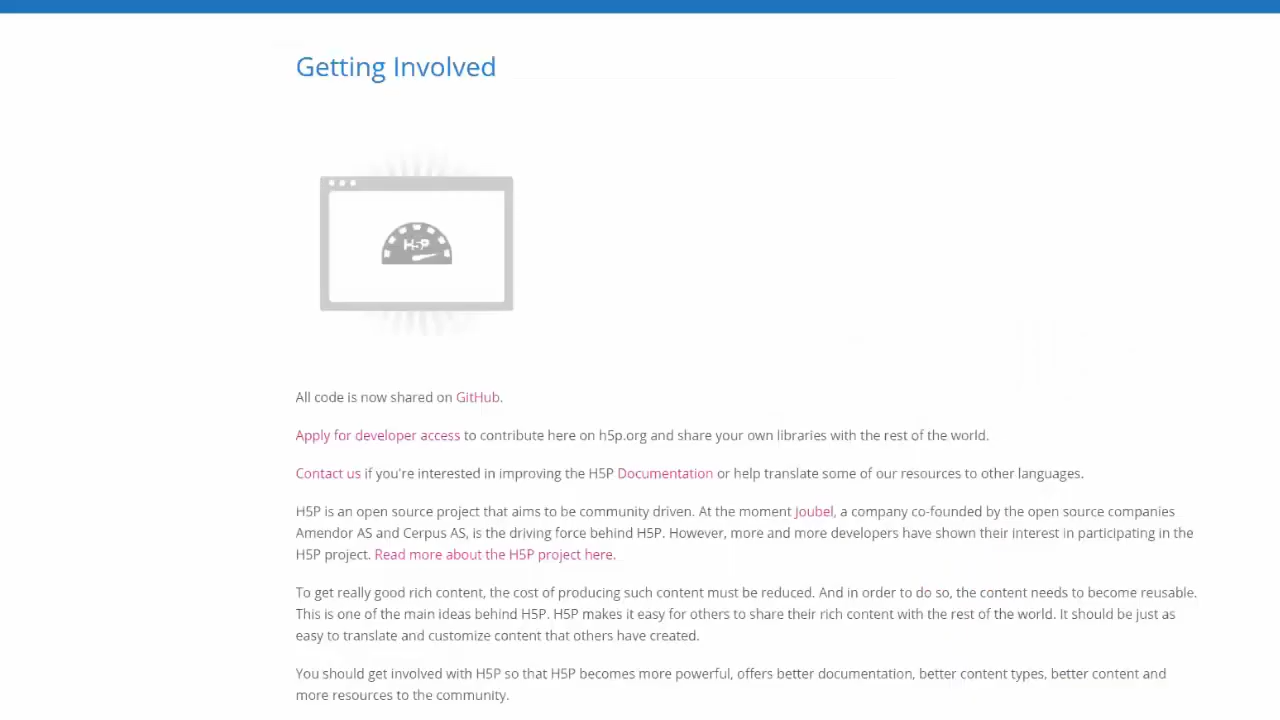 Getting Involved
H5P
All code is now shared on GitHub.
Apply for developer access to contribute here on h5p.org and share your own libraries with the rest of the world.
Contact us if you're interested in improving the H5P Documentation or help translate some of our resources to other languages.
H5P is an open source project that aims to be community driven. At the moment Joubel, a company co-founded by the open source companies
Amendor AS and Cerpus AS, is the driving force behind H5P. However, more and more developers have shown their interest in participating in the
H5P project. Read more about the H5P project here.
To get really good rich content, the cost of producing such content must be reduced. And in order to do so, the content needs to become reusable.
This is one of the main ideas behind H5P. H5P makes it easy for others to share their rich content with the rest of the world. It should be just as
easy to translate and customize content that others have created.
You should get involved with H5P so that H5P becomes more powerful, offers better documentation, better content types, better content and
more resources to the community.